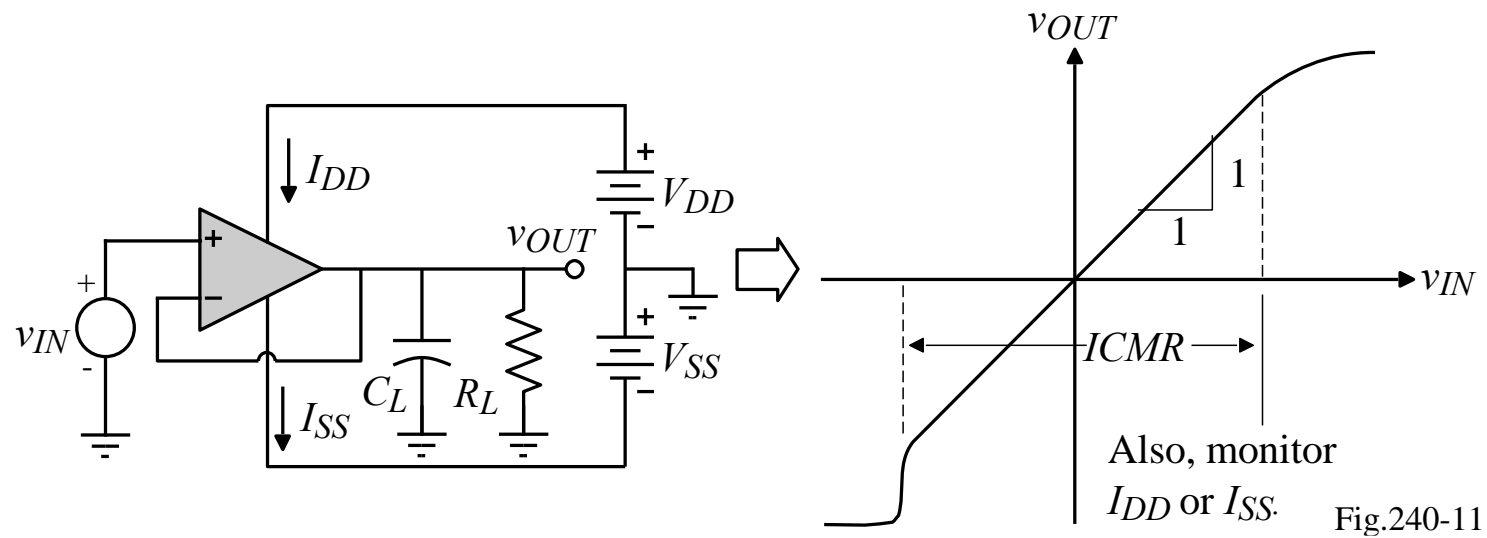 vOUT
IDD
+
VDD
-
vOUT
+
-
+
vIN
-
+
VSS
-
CL
RL
ISS
1
1
vIN
ICMR
Also, monitor
IDD or ISS.
Fig.240-11